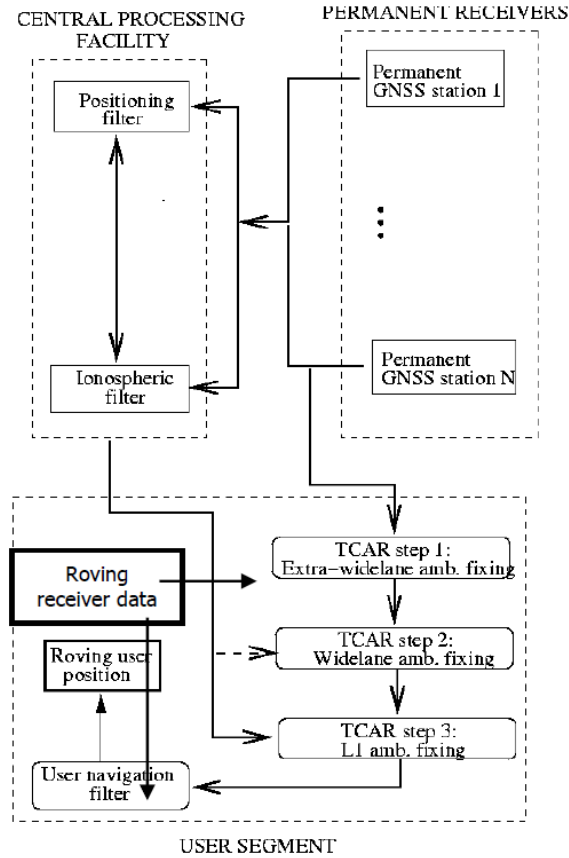 CENTRAL PROCESSING
FACILITY
PERMANENT RECEIVERS
Positioning
filter
Permanent
GNSS station 1
Ionospheric
filter
Permanent
GNSS station N
TCAR step 1:
Extra-widelane amb. fixing
Roving
receiver data
TCAR step 2:
Widelane amb. fixing
Roving user
position
TCAR step 3:
L1 amb. fixing
User navigation
filter
USER SEGMENT